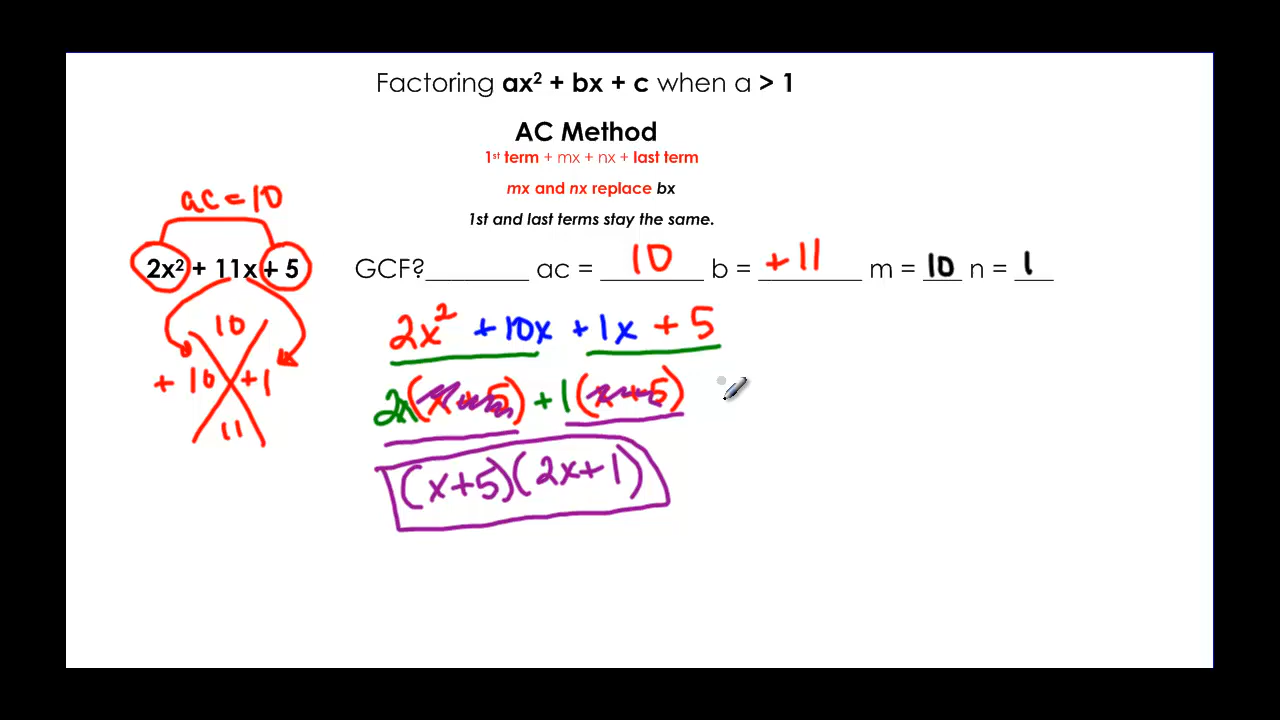 Factoring ax² + bx + c when a > 1
AC Method
1st term + mx + nx + last term
mx and nx replace bx
1st and last terms stay the same.
ac = 10
2x² + 11x + 5
GCF?________ ac = 10 b = +11 m = 10 n = 1
10
+10 +1
11
2x² + 10x + 1x + 5
2x(x+5) + 1(x+5)
(x+5)(2x+1)